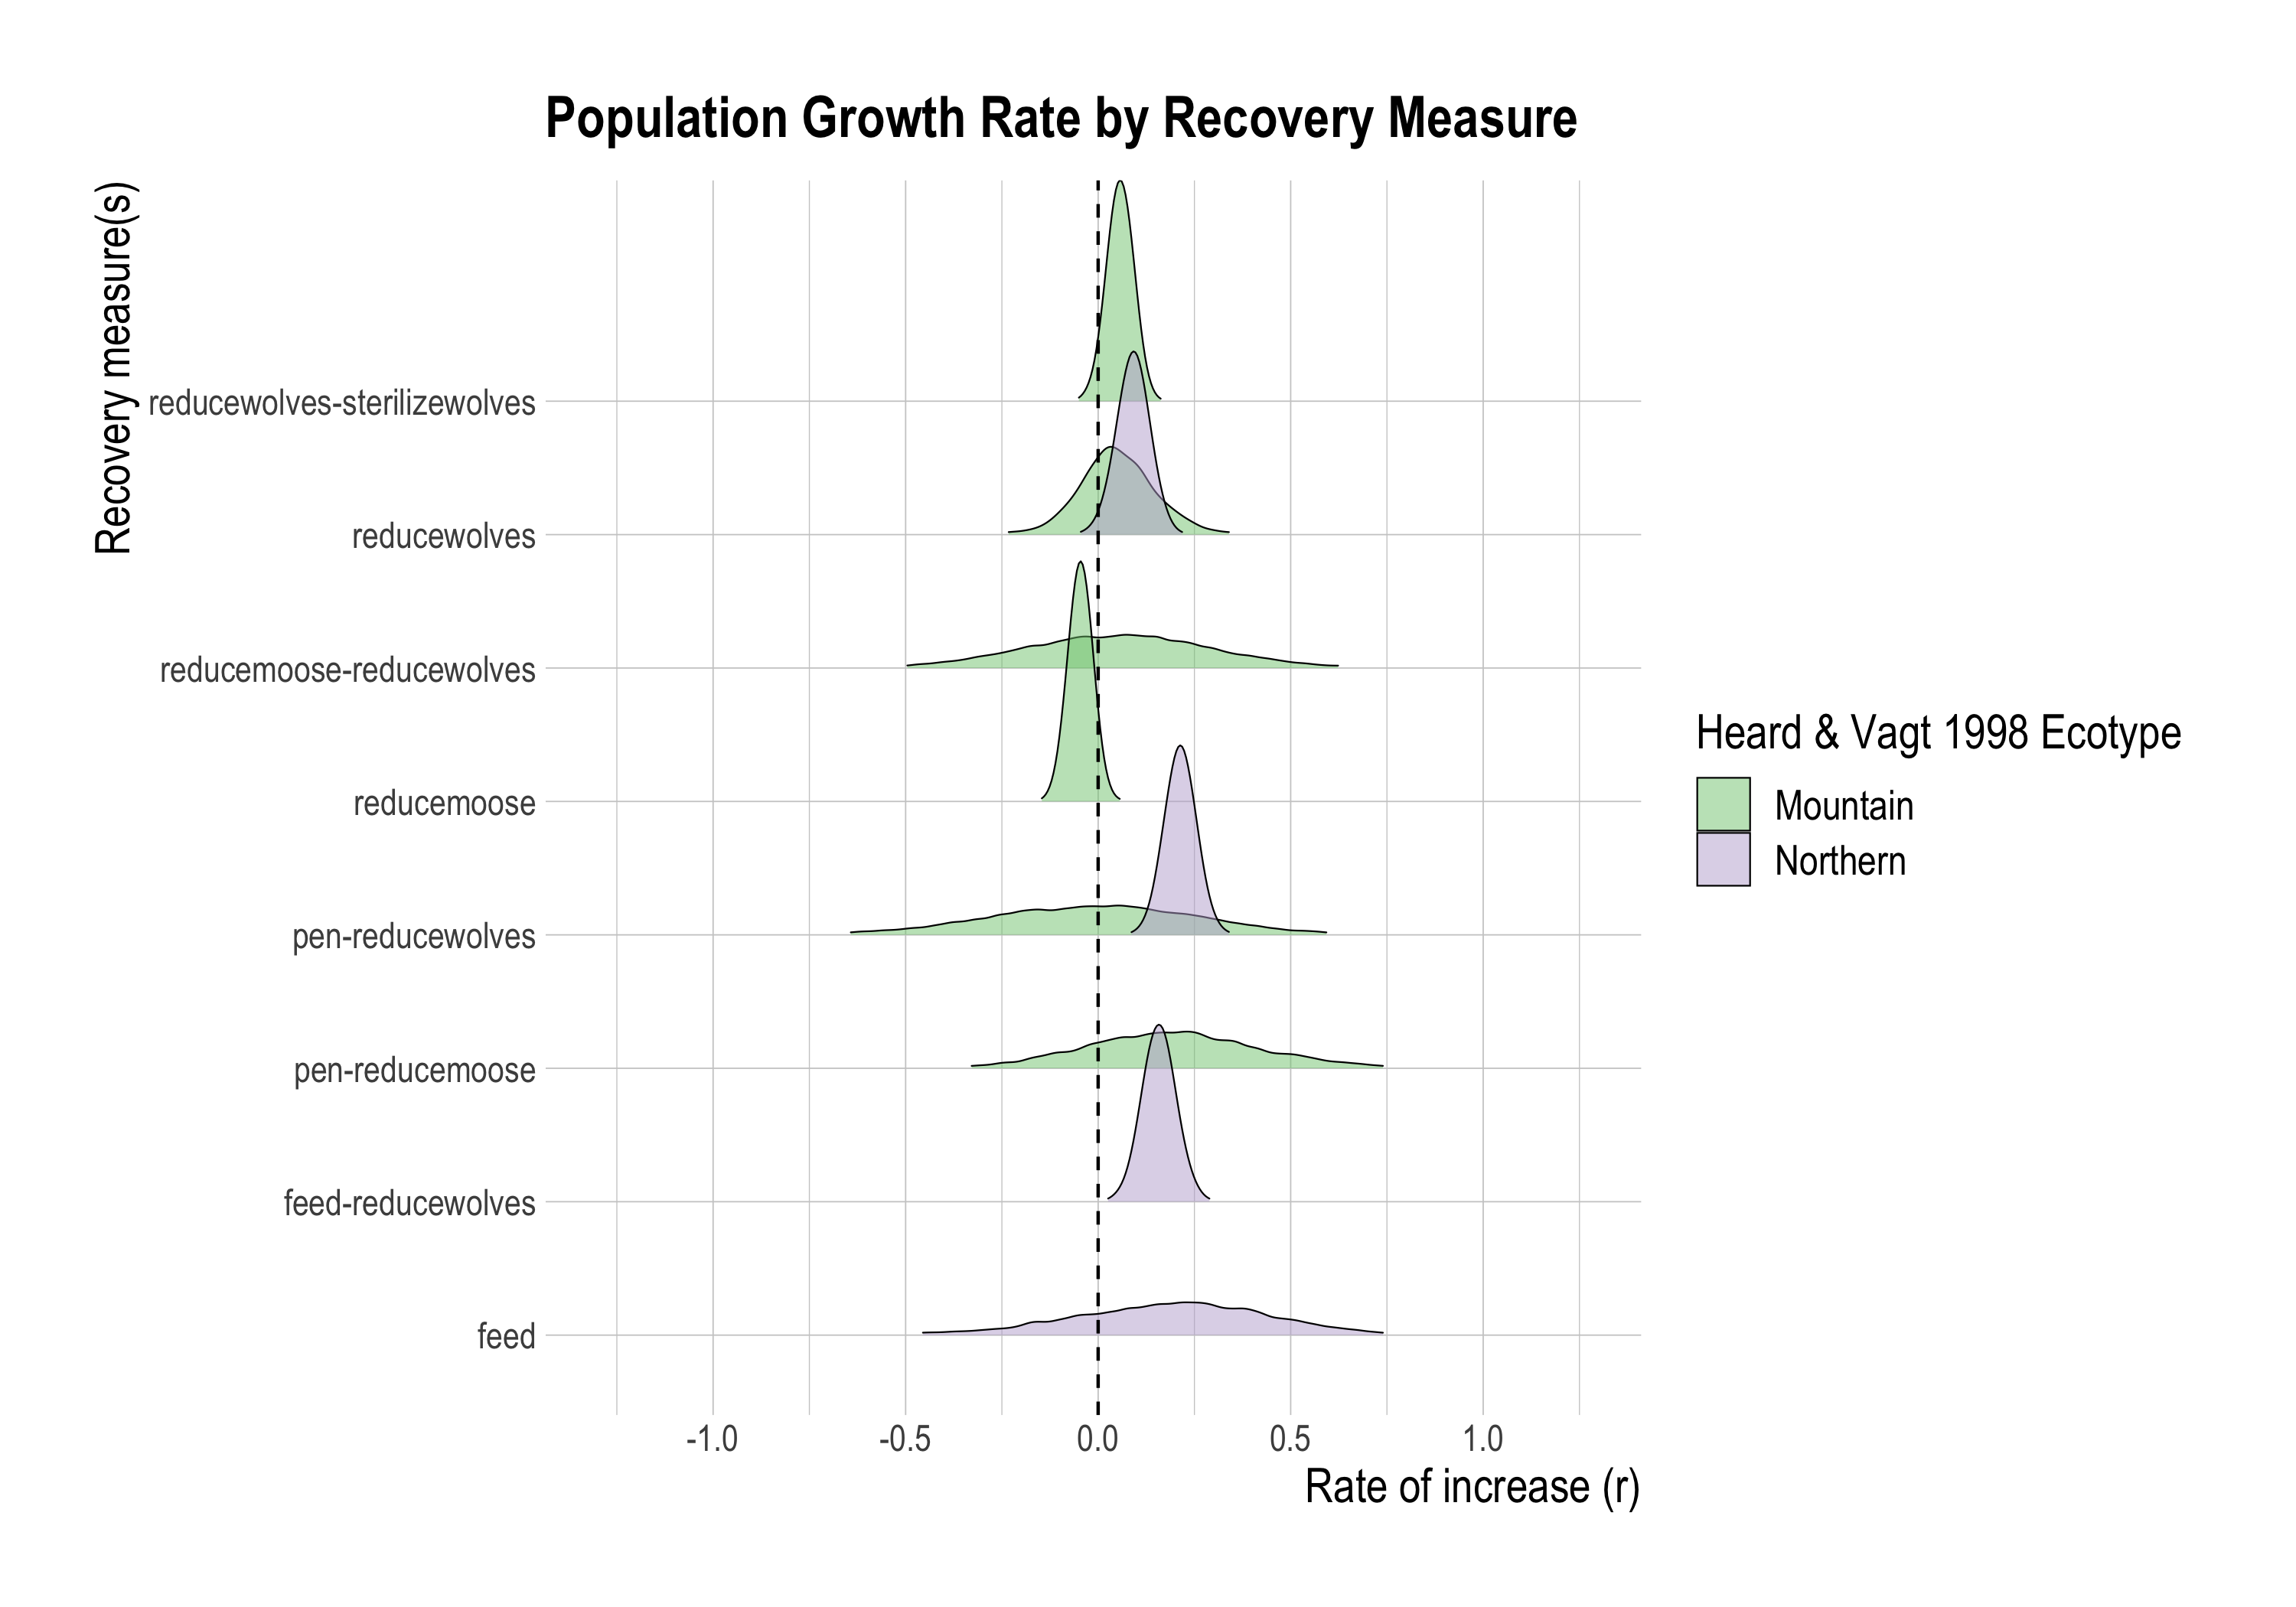 Population Growth Rate by Recovery Measure
Recovery measure(s)
reducewolves-sterilizewolves
reducewolves
reducemoose-reducewolves
reducemoose
pen-reducewolves
pen-reducemoose
feed-reducewolves
feed
-1.0
-0.5
0.0
0.5
1.0
Rate of increase (r)
Heard & Vagt 1998 Ecotype
Mountain
Northern